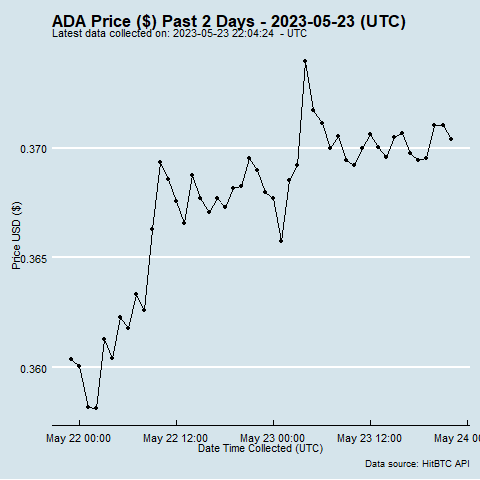 ADA Price ($) Past 2 Days - 2023-05-23 (UTC)
Latest data collected on: 2023-05-23 22:04:24  - UTC
0.370
0.365
0.360
Price USD ($)
May 22 00:00 May 22 12:00 May 23 00:00 May 23 12:00 May 24 00
Date Time Collected (UTC)
Data source: HitBTC API